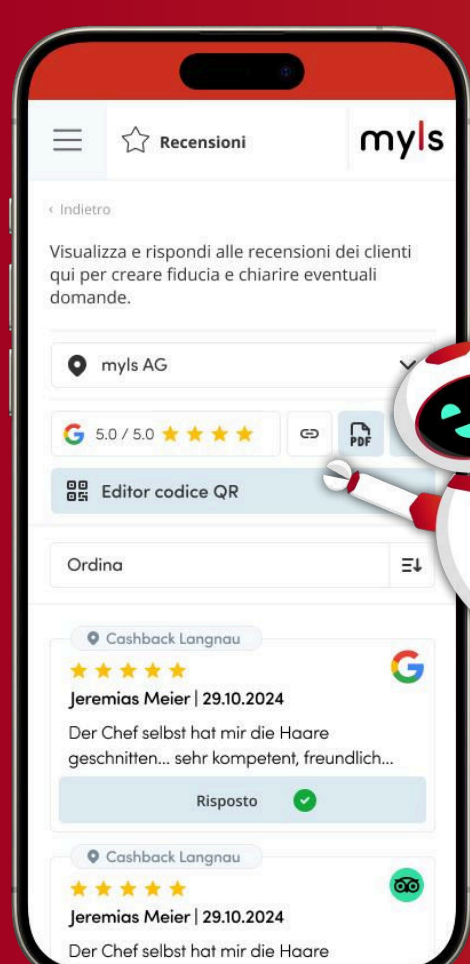 Recensioni
myls
‹ Indietro
Visualizza e rispondi alle recensioni dei clienti
qui per creare fiducia e chiarire eventuali
domande.
myls AG
5.0 / 5.0
PDF
Editor codice QR
Ordina
Cashback Langnau
Jeremias Meier | 29.10.2024
Der Chef selbst hat mir die Haare
geschnitten... sehr kompetent, freundlich...
Risposto
Cashback Langnau
Jeremias Meier | 29.10.2024
Der Chef selbst hat mir die Haare